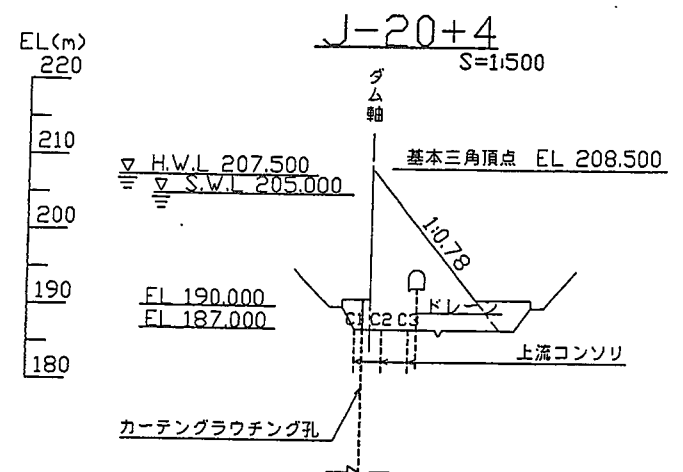 J-20+4
S=1:500
EL(m)
220
210
200
190
180
ダム軸
H.W.L 207.500
S.W.L 205.000
基本三角頂点 EL 208.500
1:0.78
EL 190.000
EL 187.000
ドレーン
C1 C2 C3
上流コンソリ
カーテングラウチング孔